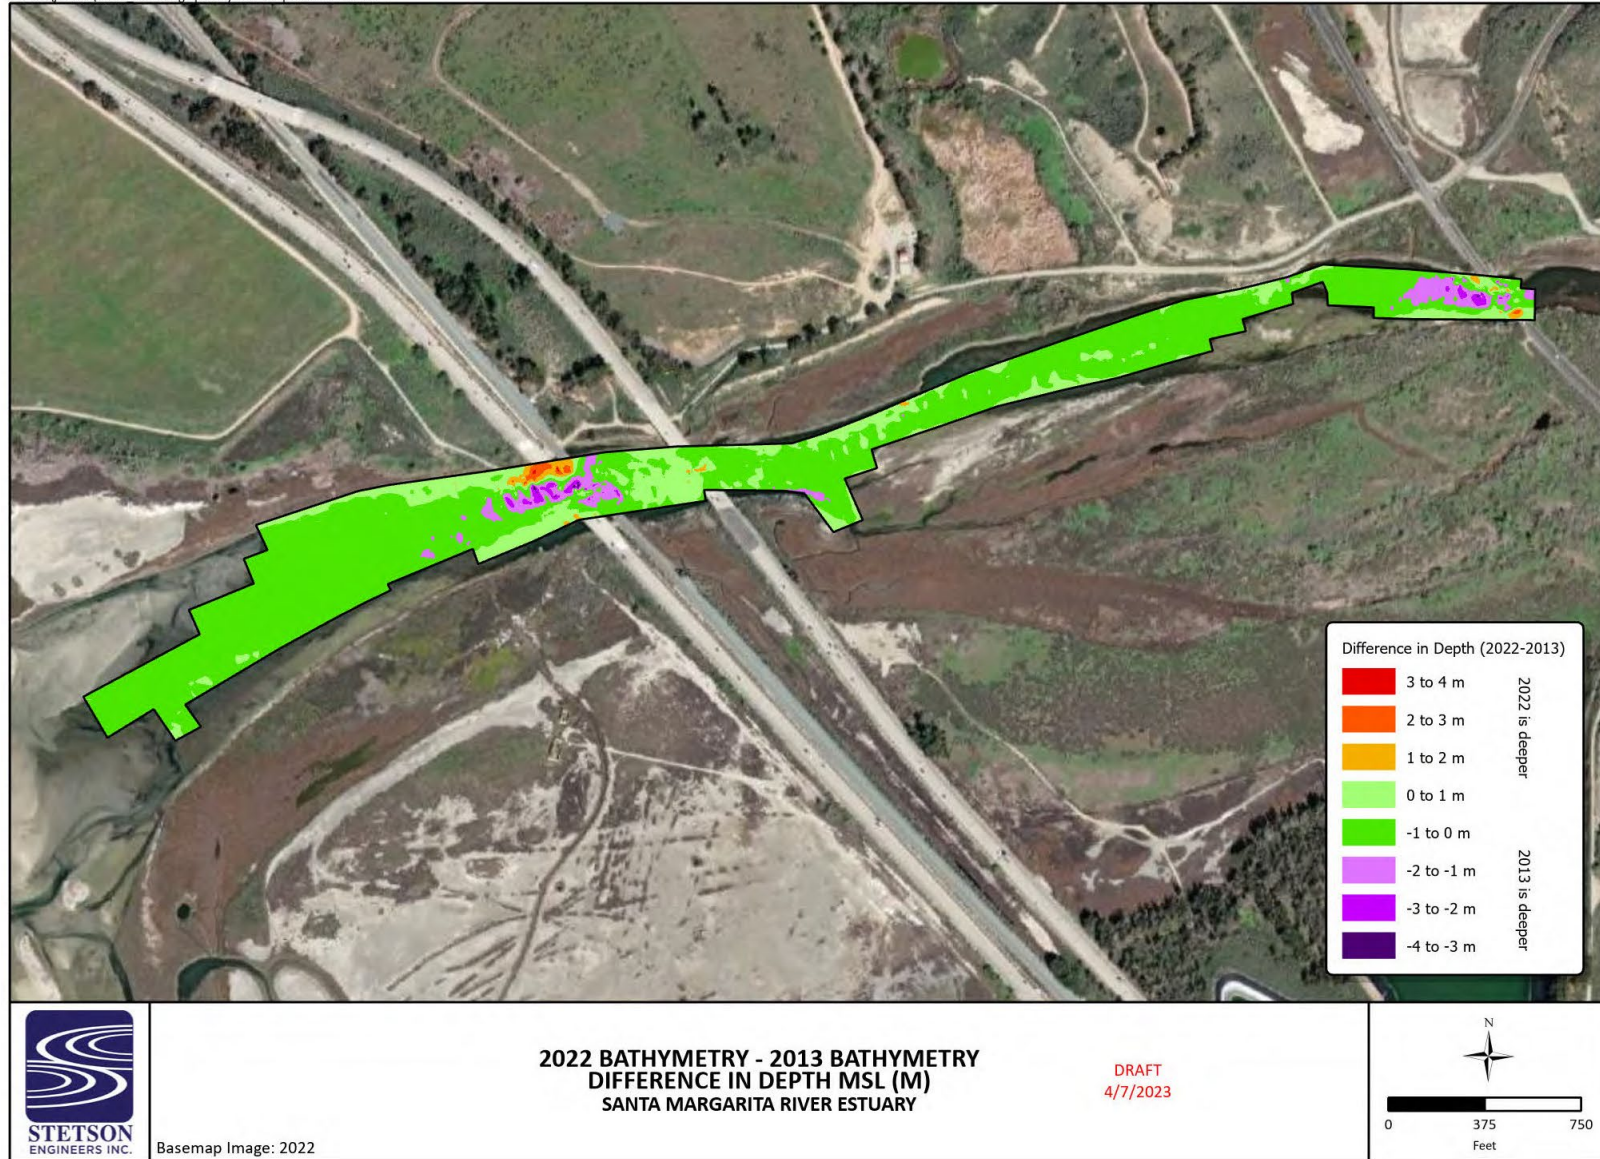 Difference in Depth (2022-2013)
3 to 4 m
2 to 3 m
1 to 2 m
0 to 1 m
-1 to 0 m
-2 to -1 m
-3 to -2 m
-4 to -3 m
2022 is deeper
2013 is deeper
STETSON
ENGINEERS INC.
Basemap Image: 2022
2022 BATHYMETRY - 2013 BATHYMETRY
DIFFERENCE IN DEPTH MSL (M)
SANTA MARGARITA RIVER ESTUARY
DRAFT
4/7/2023
N
0 375 750
Feet